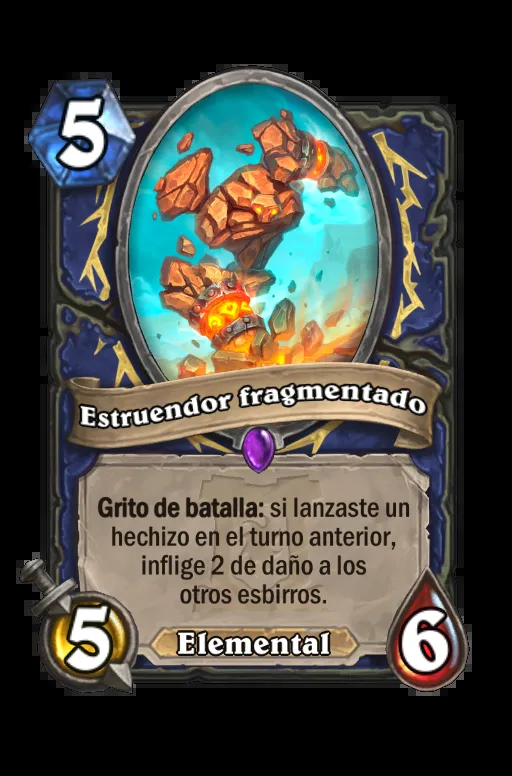 5
Estruendor fragmentado
Grito de batalla: si lanzaste un
hechizo en el turno anterior,
inflige 2 de daño a los
otros esbirros.
5
Elemental
6